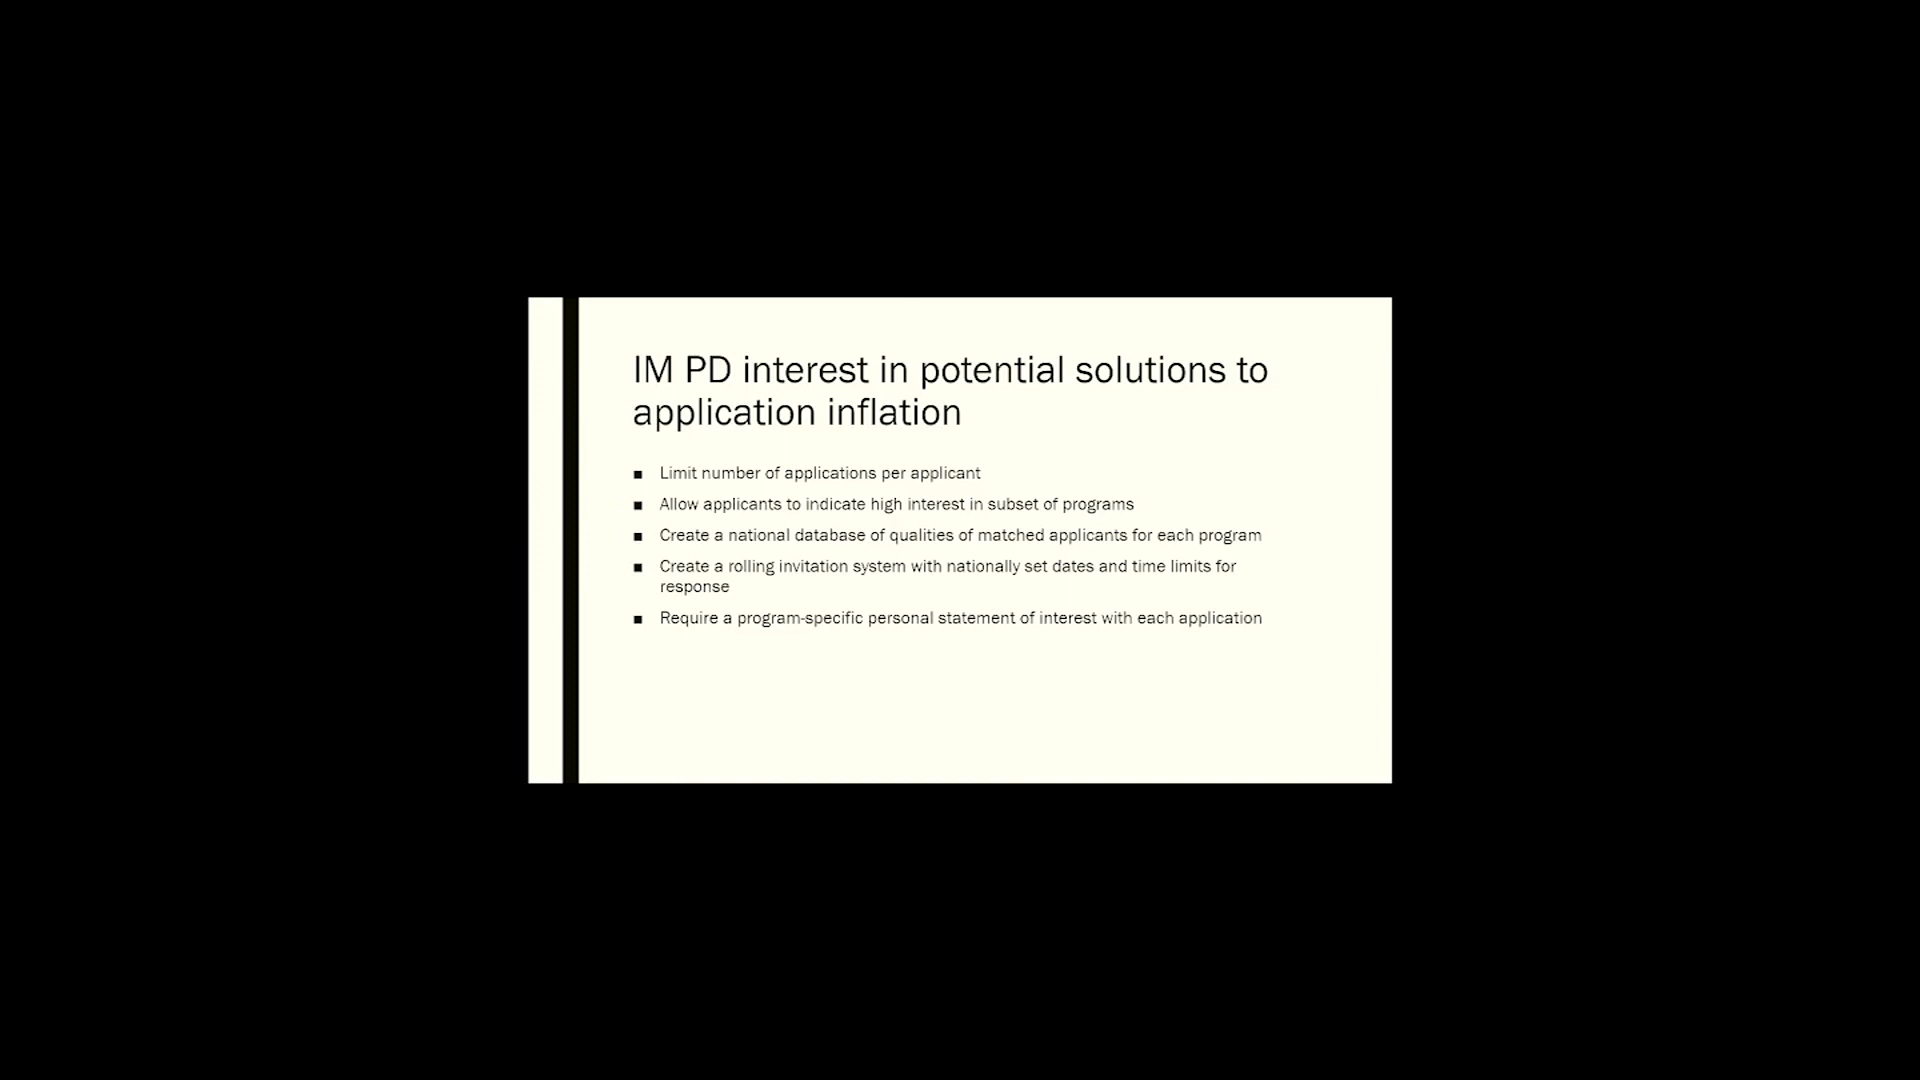 IM PD interest in potential solutions to
application inflation
■ Limit number of applications per applicant
■ Allow applicants to indicate high interest in subset of programs
■ Create a national database of qualities of matched applicants for each program
■ Create a rolling invitation system with nationally set dates and time limits for
response
■ Require a program-specific personal statement of interest with each application